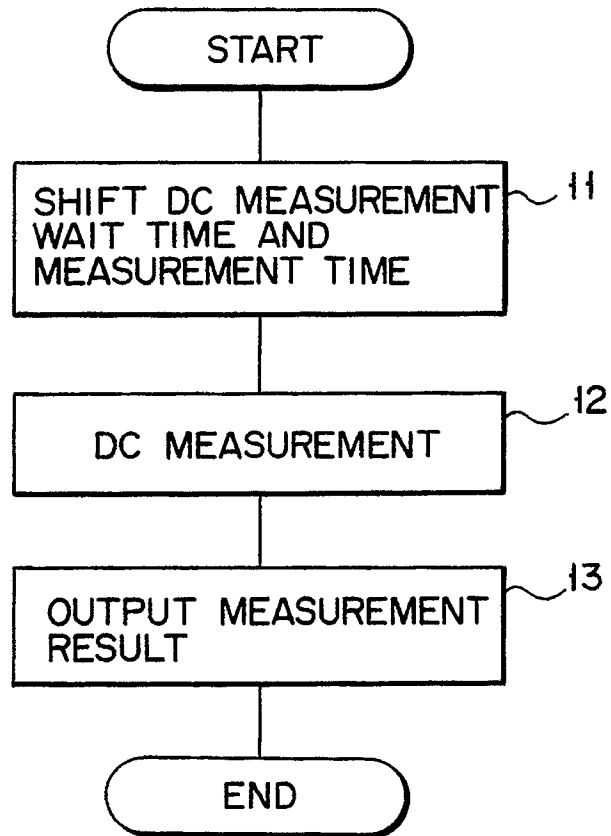 START
SHIFT DC MEASUREMENT
WAIT TIME AND
MEASUREMENT TIME
11
DC MEASUREMENT
12
OUTPUT MEASUREMENT
RESULT
13
END